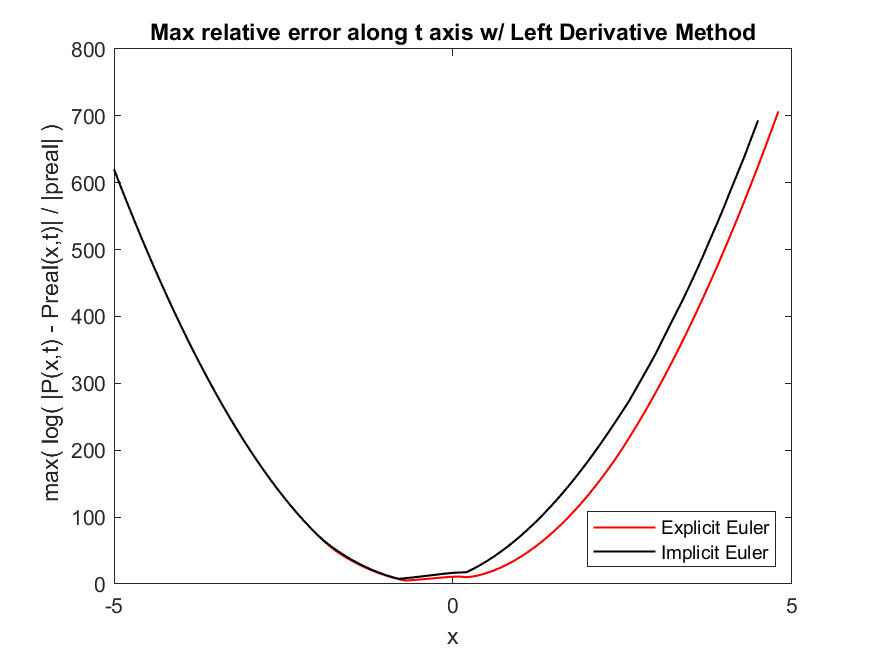 Max relative error along t axis w/ Left Derivative Method
max( log( |P(x,t) - Preal(x,t)| / |preal| )
800
700
600
500
400
300
200
100
0
-5
0
5
x
Explicit Euler
Implicit Euler